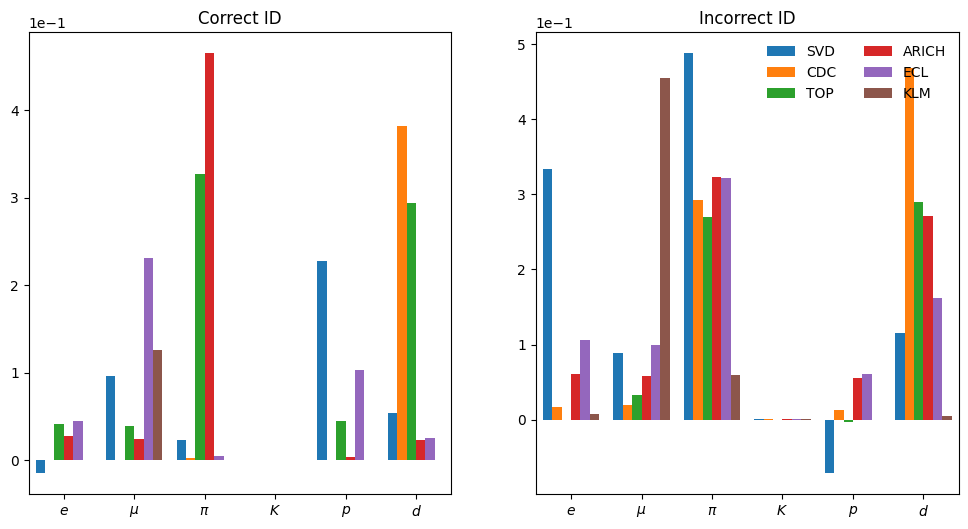 Correct ID
1e−1
4
3
2
1
0
e
μ
π
K
p
d
Incorrect ID
1e−1
5
4
3
2
1
0
e
μ
π
K
p
d
SVD
CDC
TOP
ARICH
ECL
KLM